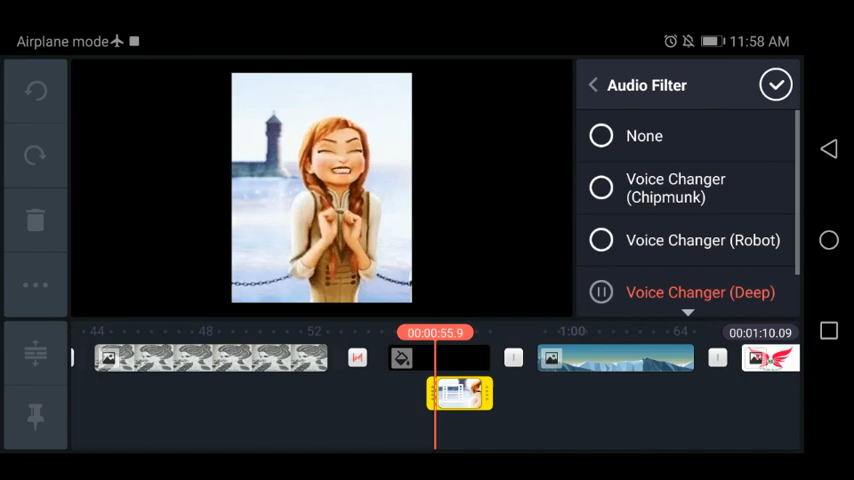 Airplane mode
11:58 AM
Audio Filter
None
Voice Changer
(Chipmunk)
Voice Changer (Robot)
Voice Changer (Deep)
44
48
52
00:00:55.9
1:00
64
00:01:10.09